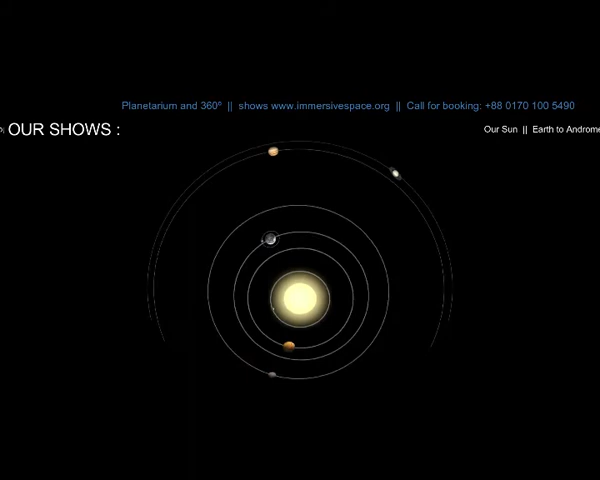 Planetarium and 360° || shows www.immersivespace.org || Call for booking: +88 0170 100 5490
OUR SHOWS : Our Sun || Earth to Androme